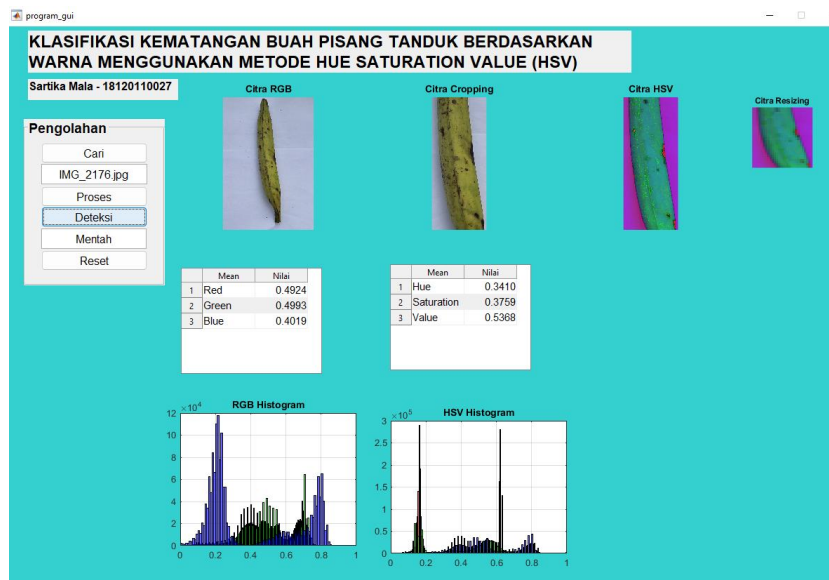 program_gui
KLASIFIKASI KEMATANGAN BUAH PISANG TANDUK BERDASARKAN
WARNA MENGGUNAKAN METODE HUE SATURATION VALUE (HSV)
Sartika Mala - 18120110027
Citra RGB
Citra Cropping
Citra HSV
Citra Resizing
Pengolahan
Cari
IMG_2176.jpg
Proses
Deteksi
Mentah
Reset
Mean Nilai
1 Red 0.4924
2 Green 0.4993
3 Blue 0.4019
Mean Nilai
1 Hue 0.3410
2 Saturation 0.3759
3 Value 0.5368
RGB Histogram
×10⁴
12
10
8
6
4
2
0
0 0.2 0.4 0.6 0.8 1
HSV Histogram
×10⁵
3
2.5
2
1.5
1
0.5
0
0 0.2 0.4 0.6 0.8 1